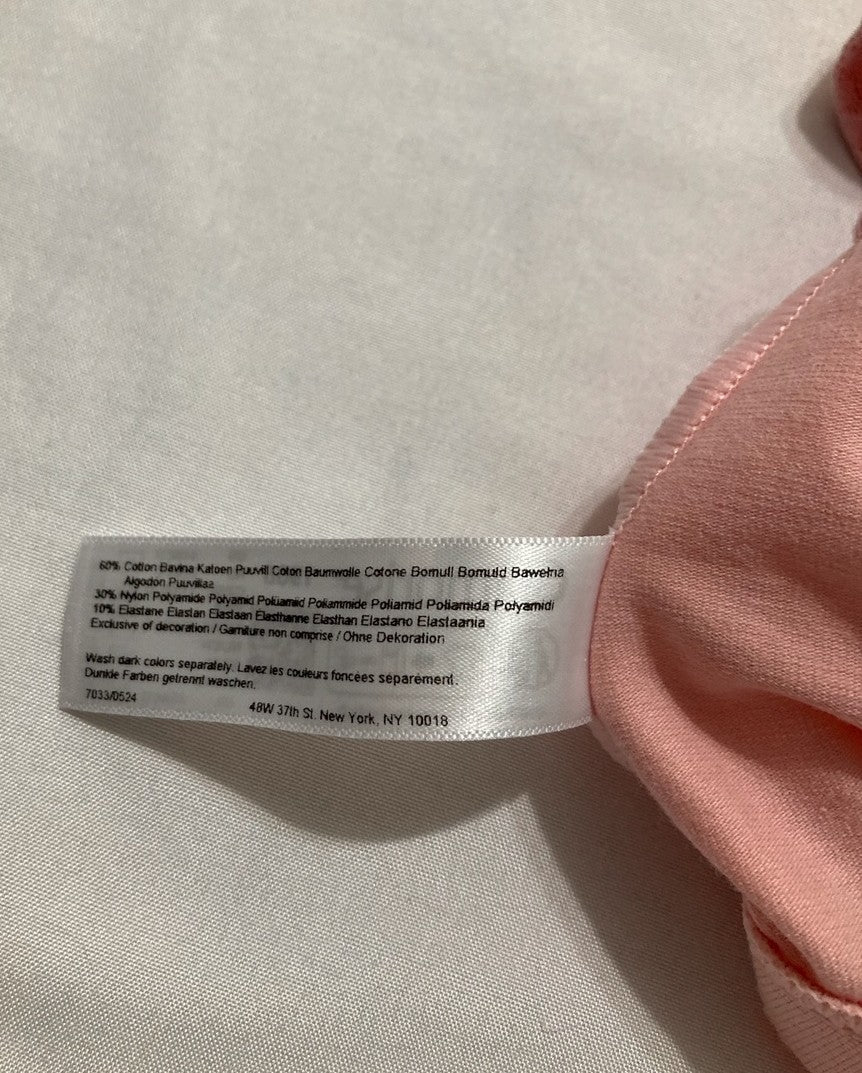 60% Cotton Bavlna Katoen Puuvill Coton Baumwolle Cotone Bomull Bomuld Bawełna
Algodon Puuvillaa
30% Nylon Polyamide Polyamid Polüamiid Poliammide Poliamid Poliamida Polyamidi
10% Elastane Elastan Elastaan Elasthanne Elasthan Elastano Elastaania
Exclusive of decoration / Garniture non comprise / Ohne Dekoration
Wash dark colors separately. Lavez les couleurs foncées séparément.
Dunkle Farben getrennt waschen.
7033/0524
48W 37th St. New York, NY 10018